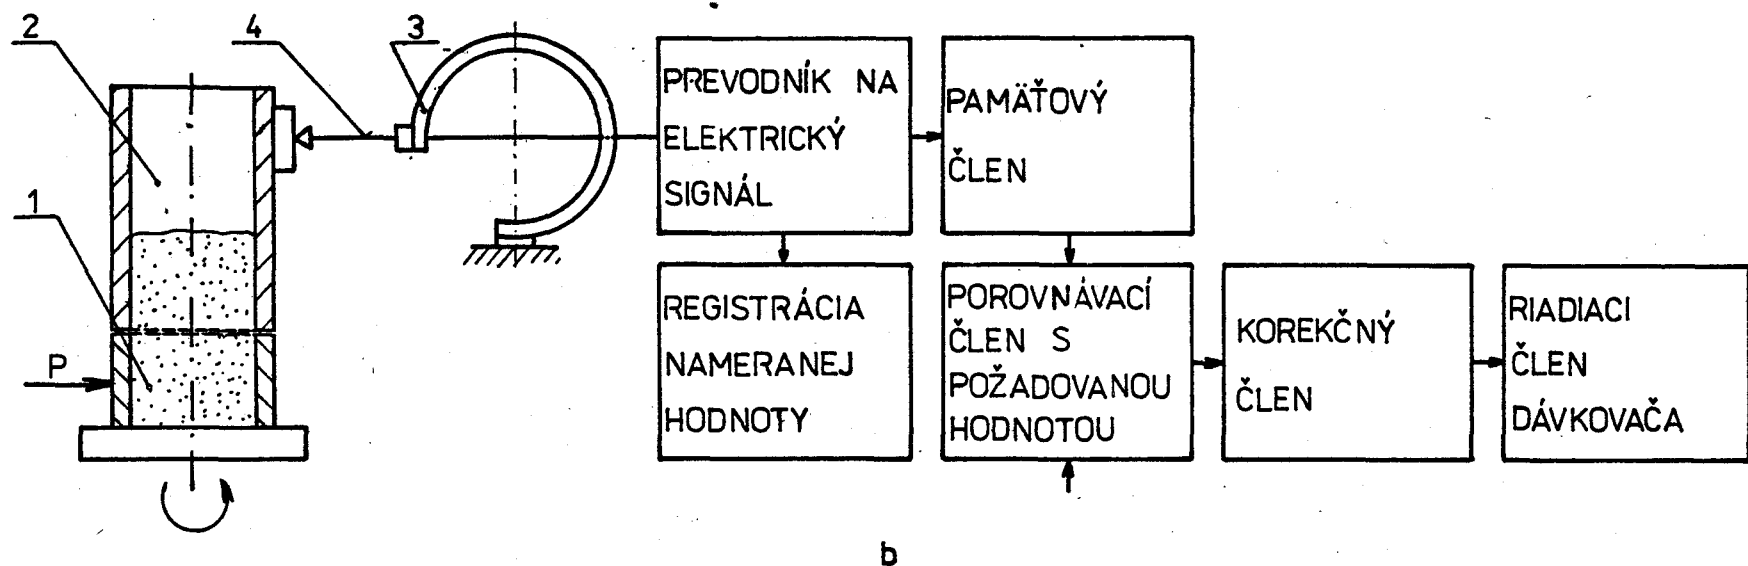 2
4
3
1
P
PREVODNÍK NA
ELEKTRICKÝ
SIGNÁL
PAMÄŤOVÝ
ČLEN
REGISTRÁCIA
NAMERANEJ
HODNOTY
POROVNÁVACÍ
ČLEN S
POŽADOVANOU
HODNOTOU
KOREKČNÝ
ČLEN
RIADIACI
ČLEN
DÁVKOVAČA
b